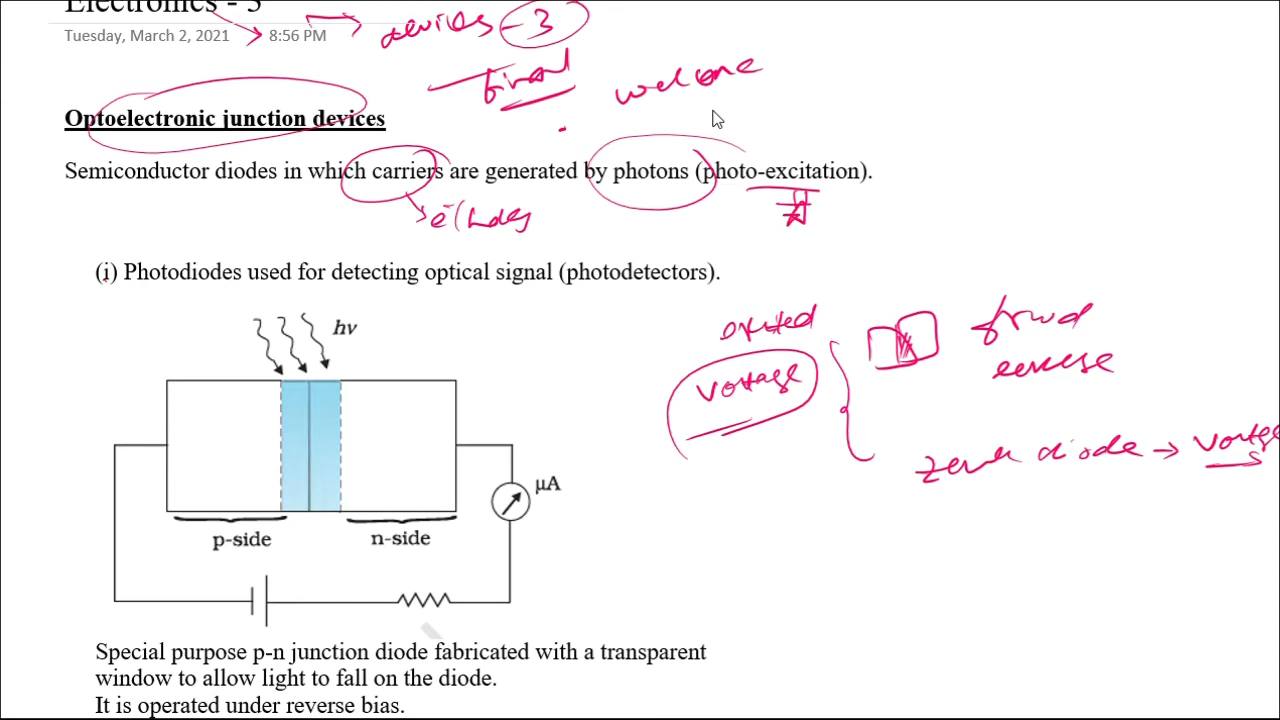 Electronics - 3
Tuesday, March 2, 2021 8:56 PM
devices - 3
final
welcome
Optoelectronic junction devices
Semiconductor diodes in which carriers are generated by photons (photo-excitation).
e⁻/holes
(i) Photodiodes used for detecting optical signal (photodetectors).
hν
voltage
reverse
zener diode → voltage
μA
p-side
n-side
Special purpose p-n junction diode fabricated with a transparent
window to allow light to fall on the diode.
It is operated under reverse bias.